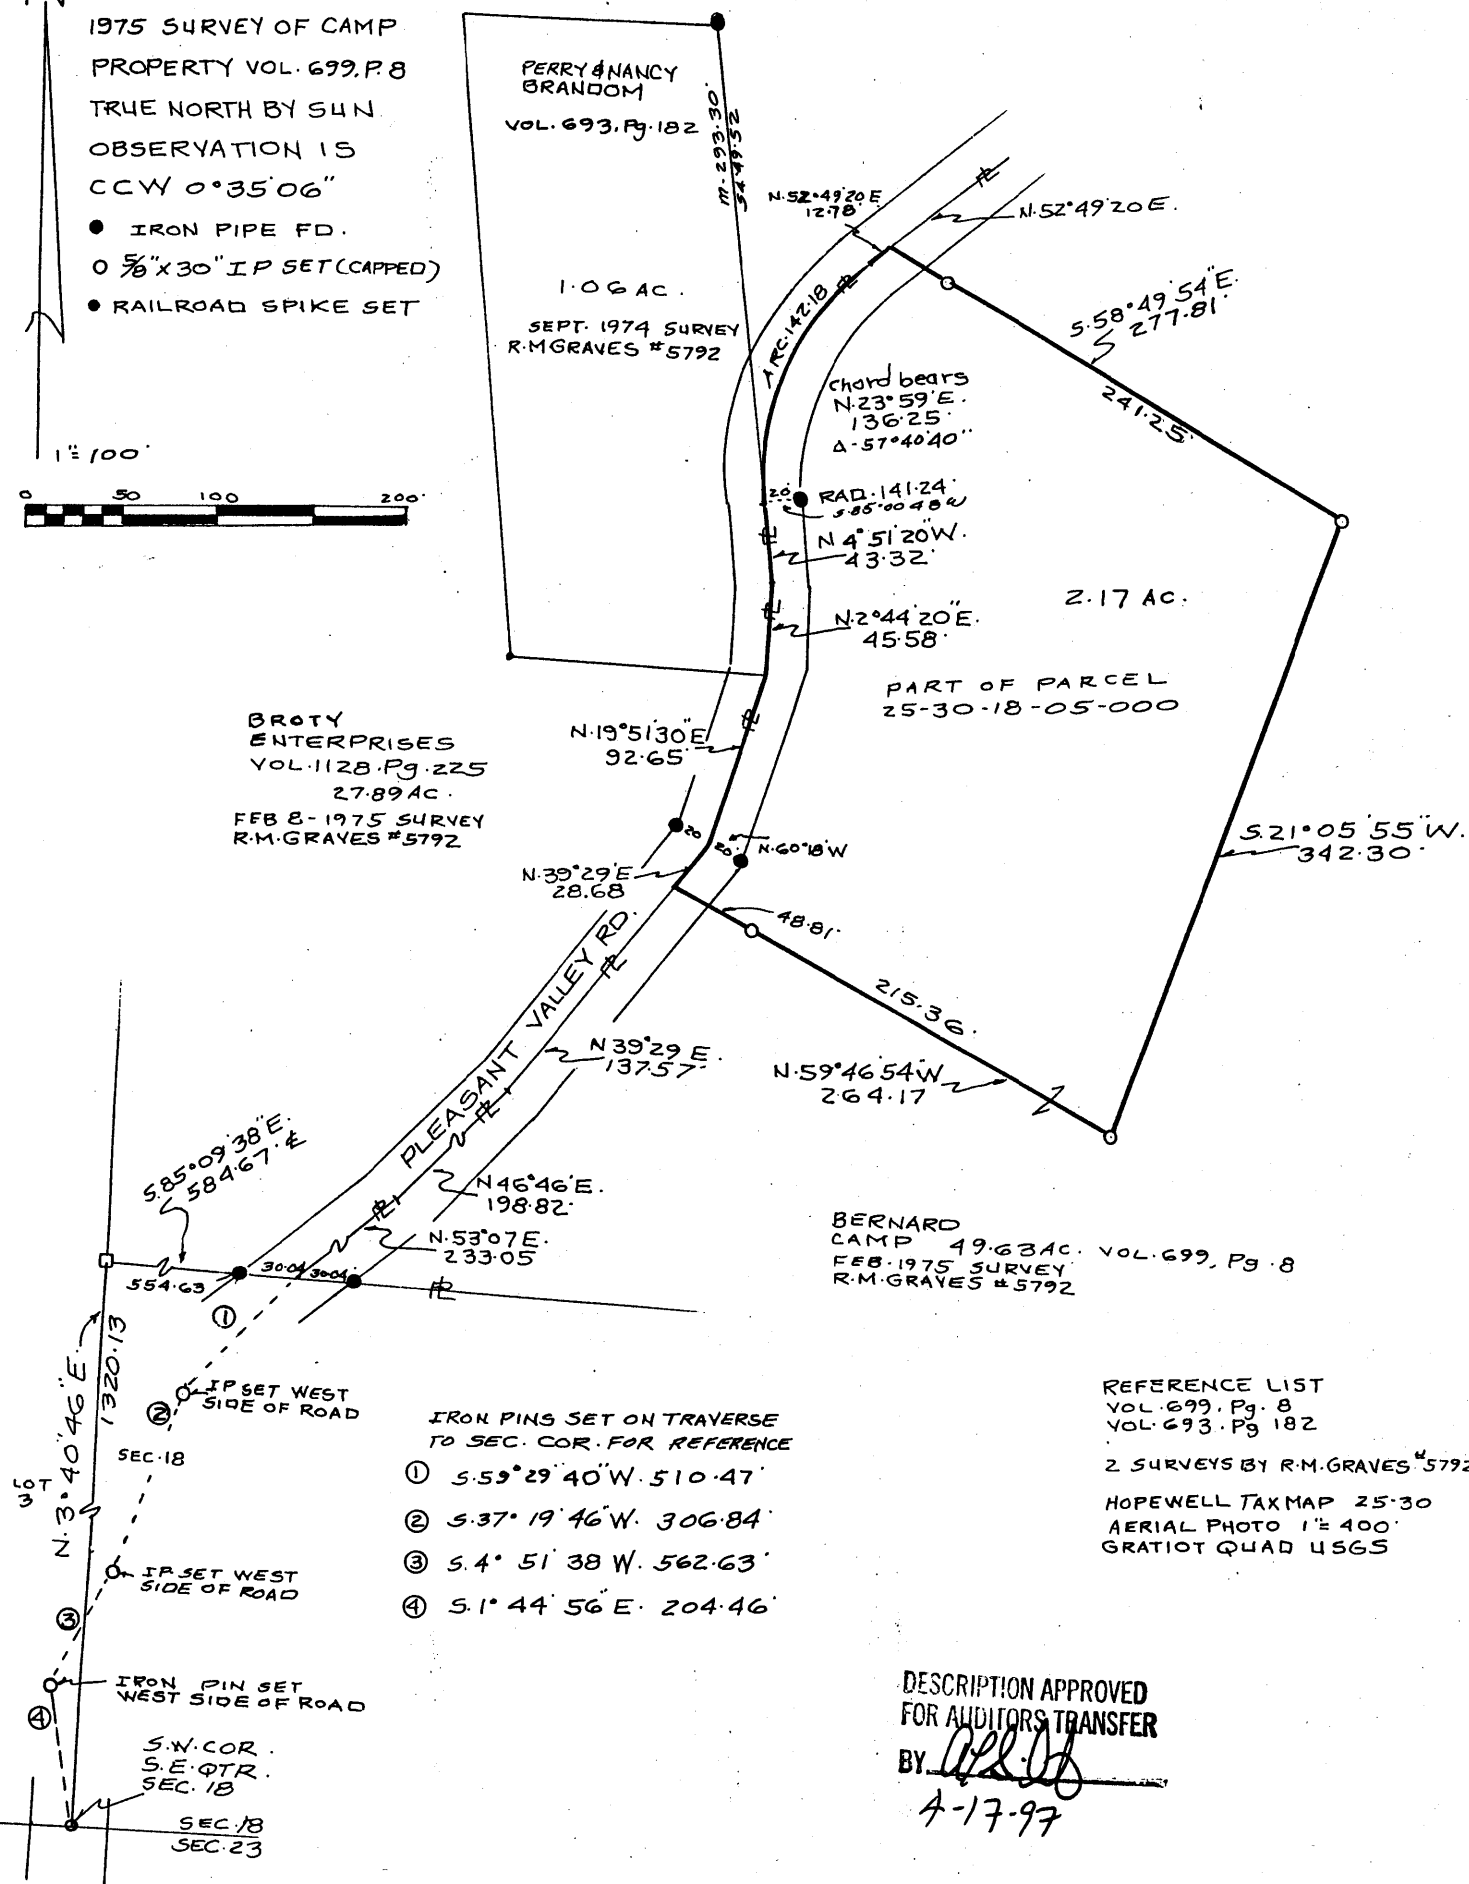 1975 SURVEY OF CAMP
PROPERTY VOL. 699, P. 8
TRUE NORTH BY SUN
OBSERVATION IS
CCW 0°35'06"
● IRON PIPE FD.
○ 5/8" X 30" IP SET (CAPPED)
● RAILROAD SPIKE SET
1"= 100'
0 50 100 200'
PERRY & NANCY
BRANDOM
VOL. 693, Pg. 182
M-293.30'
1.06 AC.
SEPT. 1974 SURVEY
R.M GRAVES #5792
N.52°49'20 E
12.78'
N.52°49'20 E.
ARC.142.18
S.58°49'54"E.
277.81'
241.25'
chord bears
N.23°59'E.
136.25'
Δ-57°40'40"
20'
RAD.141.24'
S.85°00'48 W
N 4°51'20"W.
43.32'
2.17 AC.
N.2°44'20"E.
45.58'
PART OF PARCEL
25-30-18-05-000
BROTY
ENTERPRISES
VOL.1128.Pg.225
27.89 AC.
FEB 8-1975 SURVEY
R.M.GRAVES #5792
N.19°51'30"E
92.65'
20
20'
N.60°18'W
S.21°05'55"W.
342.30'
N.39°29'E
28.68
48.81'
215.36'
PLEASANT VALLEY RD.
N 39°29 E.
137.57'
N.59°46'54"W
264.17
S.85°09'38"E.
584.67' ℄
N 46°46'E.
198.82'
N.53°07'E.
233.05
554.63
30.04 30.04'
BERNARD
CAMP 49.63 AC. VOL.699, Pg.8
FEB.1975 SURVEY
R.M.GRAVES #5792
①
N.3°40'46"E.
1320.13
② IP SET WEST
SIDE OF ROAD
SEC.18
LOT
3
IP SET WEST
SIDE OF ROAD
③
IRON PIN SET
WEST SIDE OF ROAD
④
S.W. COR.
S.E. QTR.
SEC. 18
SEC.18
SEC.23
IRON PINS SET ON TRAVERSE
TO SEC. COR. FOR REFERENCE
① S.59°29'40"W. 510.47'
② S.37°19'46"W. 306.84'
③ S.4°51'38 W. 562.63'
④ S.1°44'56"E. 204.46'
REFERENCE LIST
VOL.699, Pg. 8
VOL.693. Pg 182
2 SURVEYS BY R.M.GRAVES #5792
HOPEWELL TAX MAP 25-30
AERIAL PHOTO 1"= 400'
GRATIOT QUAD USGS
DESCRIPTION APPROVED
FOR AUDITORS TRANSFER
BY
4-17-97